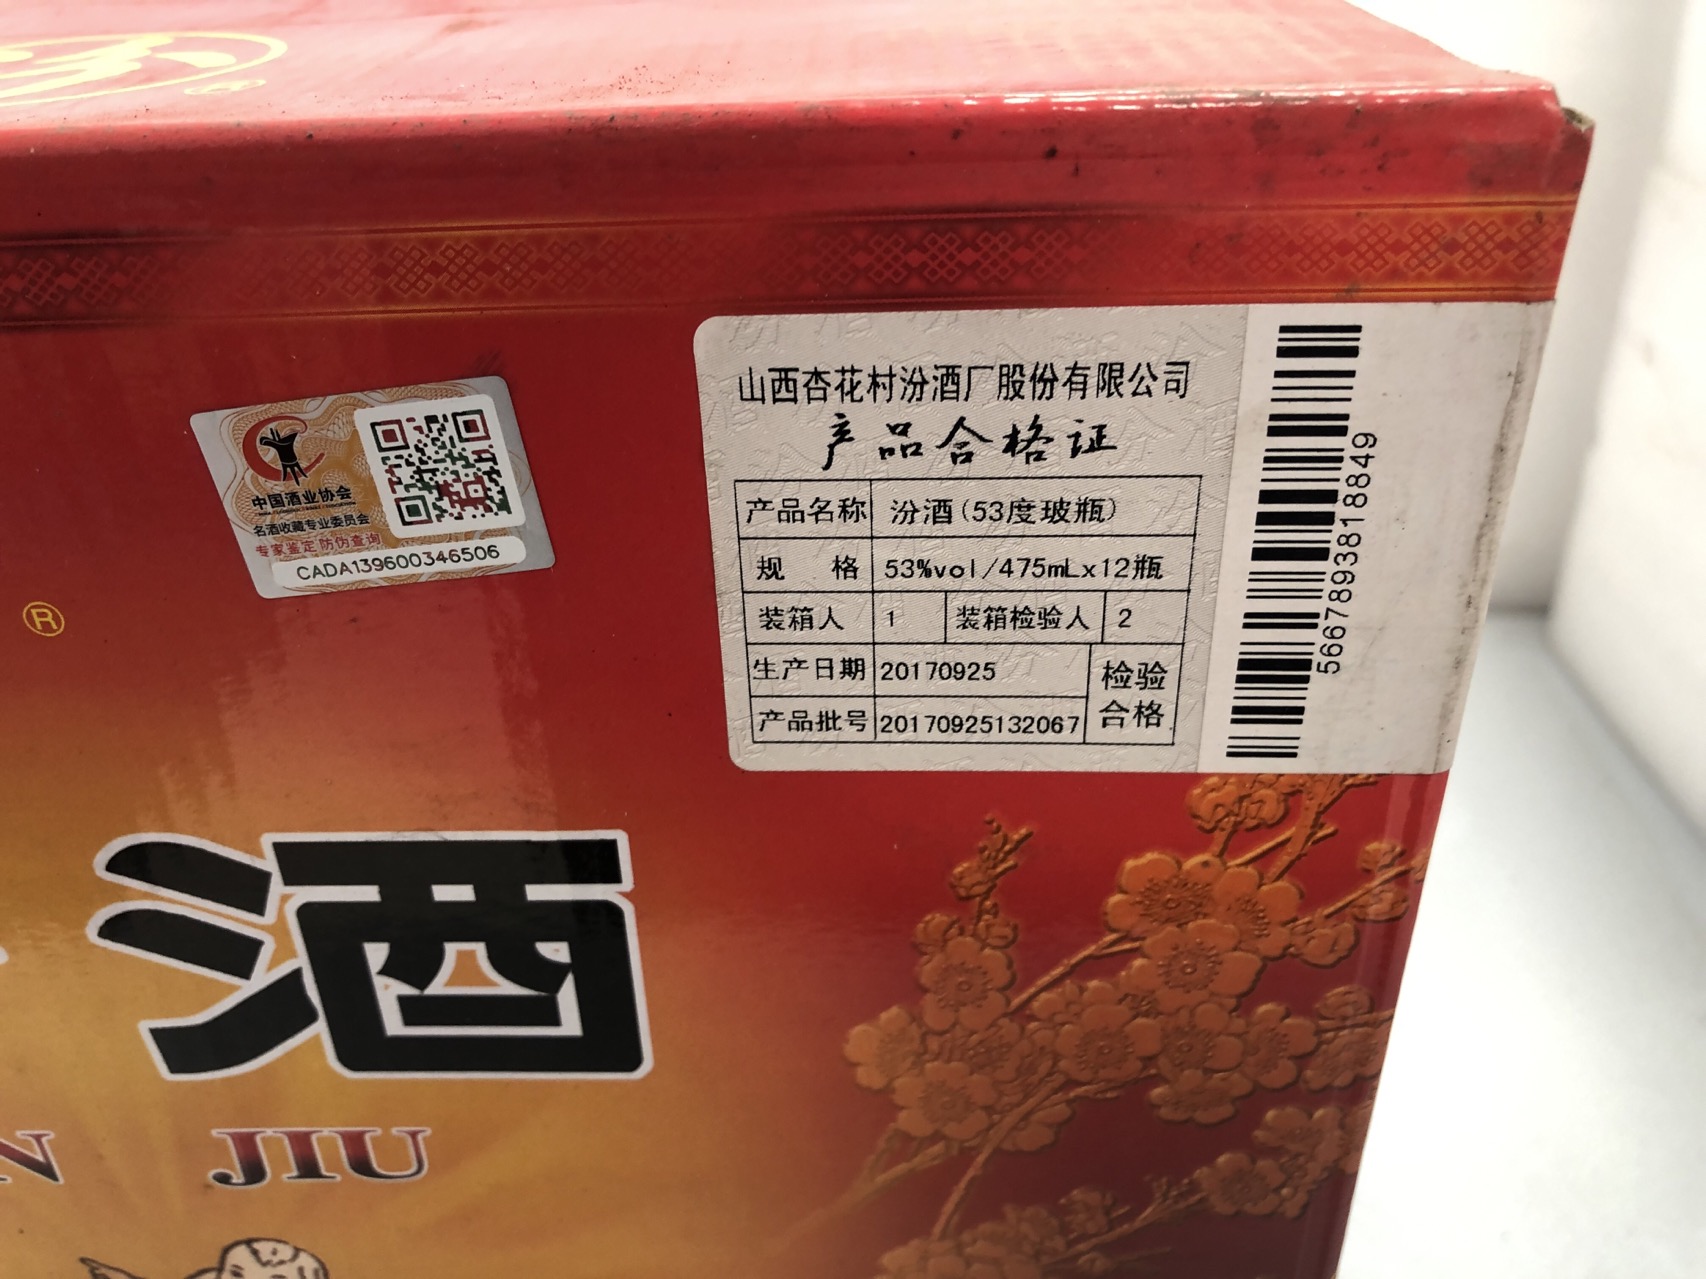 中国酒业协会
名酒收藏专业委员会
专家鉴定 防伪查询
CADA139600346506
山西杏花村汾酒厂股份有限公司
产品合格证
产品名称 汾酒(53度玻瓶)
规 格 53%vol/475mLx12瓶
装箱人 1 装箱检验人 2
生产日期 20170925 检验
产品批号 20170925132067 合格
5667893818849
®
酒
N JIU